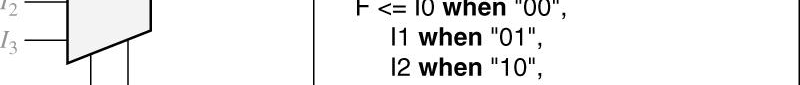 I2
I3
F <= I0 when "00",
I1 when "01",
I2 when "10",